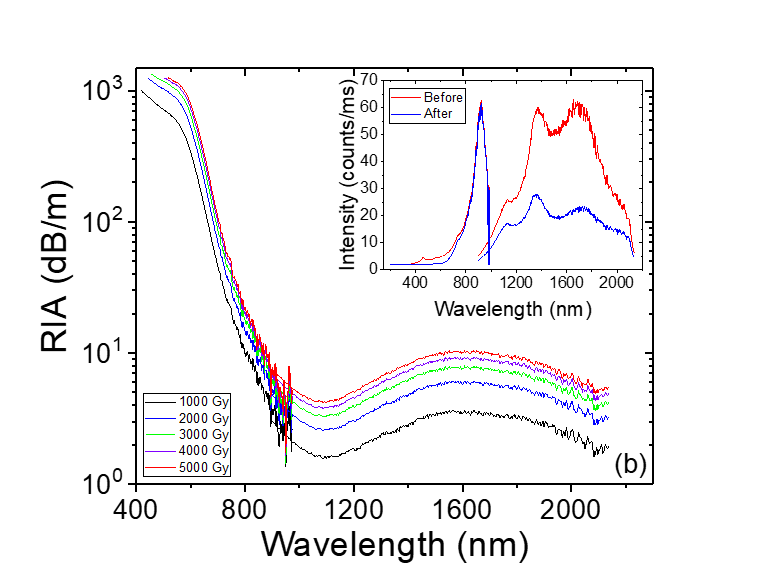 RIA (dB/m)
10³
10²
10¹
10⁰
400
800
1200
1600
2000
Wavelength (nm)
1000 Gy
2000 Gy
3000 Gy
4000 Gy
5000 Gy
(b)
Intensity (counts/ms)
70
60
50
40
30
20
10
0
400
800
1200
1600
2000
Wavelength (nm)
Before
After